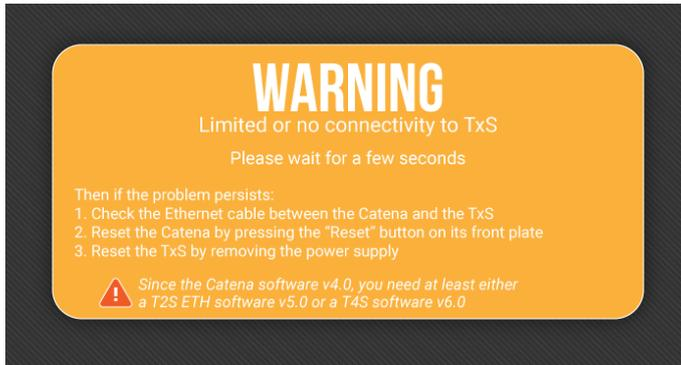 WARNING
Limited or no connectivity to TxS
Please wait for a few seconds
Then if the problem persists:
1. Check the Ethernet cable between the Catena and the TxS
2. Reset the Catena by pressing the “Reset” button on its front plate
3. Reset the TxS by removing the power supply
! Since the Catena software v4.0, you need at least either
a T2S ETH software v5.0 or a T4S software v6.0